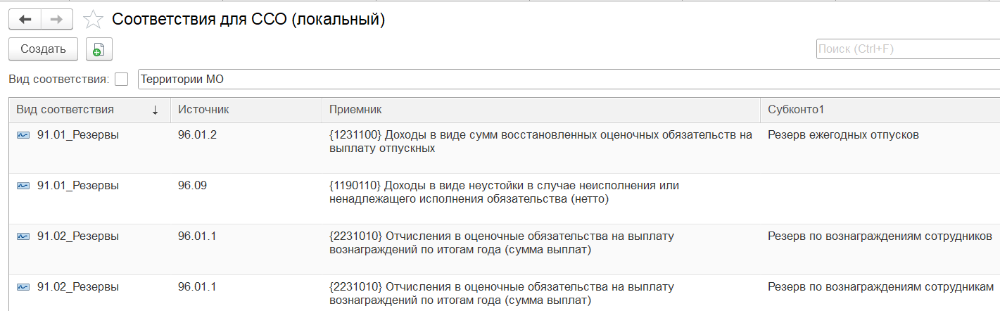 Соответствия для ССО (локальный)
Создать
Поиск (Ctrl+F)
Вид соответствия:
Территории МО
Вид соответствия ↓ Источник Приемник Субконто1
91.01_Резервы 96.01.2 {1231100} Доходы в виде сумм восстановленных оценочных обязательств на Резерв ежегодных отпусков
выплату отпускных
91.01_Резервы 96.09 {1190110} Доходы в виде неустойки в случае неисполнения или
ненадлежащего исполнения обязательства (нетто)
91.02_Резервы 96.01.1 {2231010} Отчисления в оценочные обязательства на выплату Резерв по вознаграждениям сотрудников
вознаграждений по итогам года (сумма выплат)
91.02_Резервы 96.01.1 {2231010} Отчисления в оценочные обязательства на выплату Резерв по вознаграждениям сотрудникам
вознаграждений по итогам года (сумма выплат)